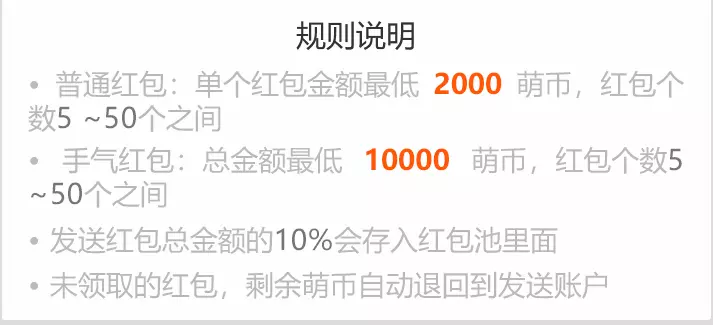 规则说明
• 普通红包：单个红包金额最低 2000 萌币，红包个
数5 ~50个之间
• 手气红包：总金额最低 10000 萌币，红包个数5
~50个之间
• 发送红包总金额的10%会存入红包池里面
• 未领取的红包，剩余萌币自动退回到发送账户